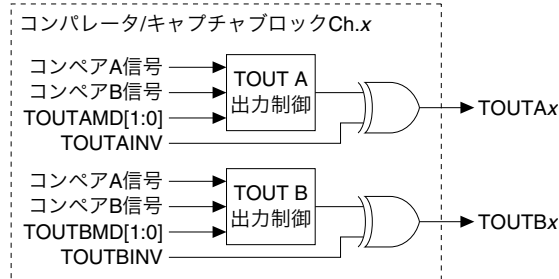 コンパレータ/キャプチャブロックCh.x
コンペアA信号
コンペアB信号
TOUTAMD[1:0]
TOUTAINV
TOUT A
出力制御
TOUTAx
コンペアA信号
コンペアB信号
TOUTBMD[1:0]
TOUTBINV
TOUT B
出力制御
TOUTBx